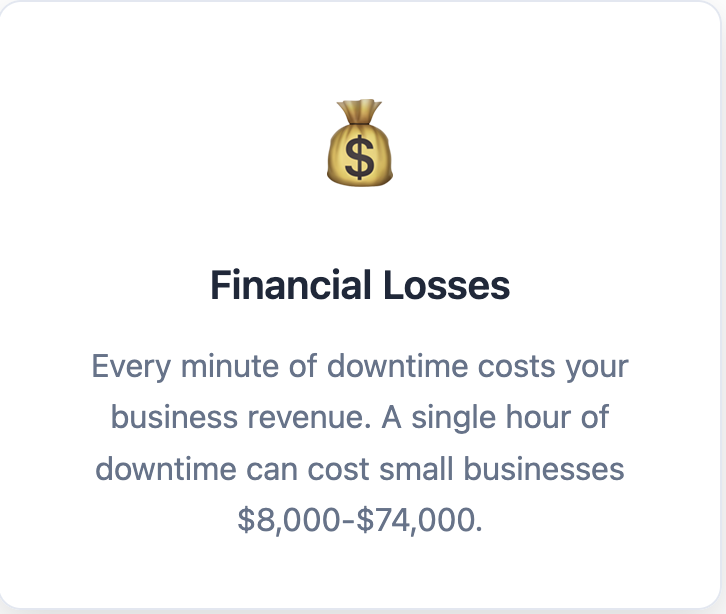 $
Financial Losses
Every minute of downtime costs your
business revenue. A single hour of
downtime can cost small businesses
$8,000-$74,000.